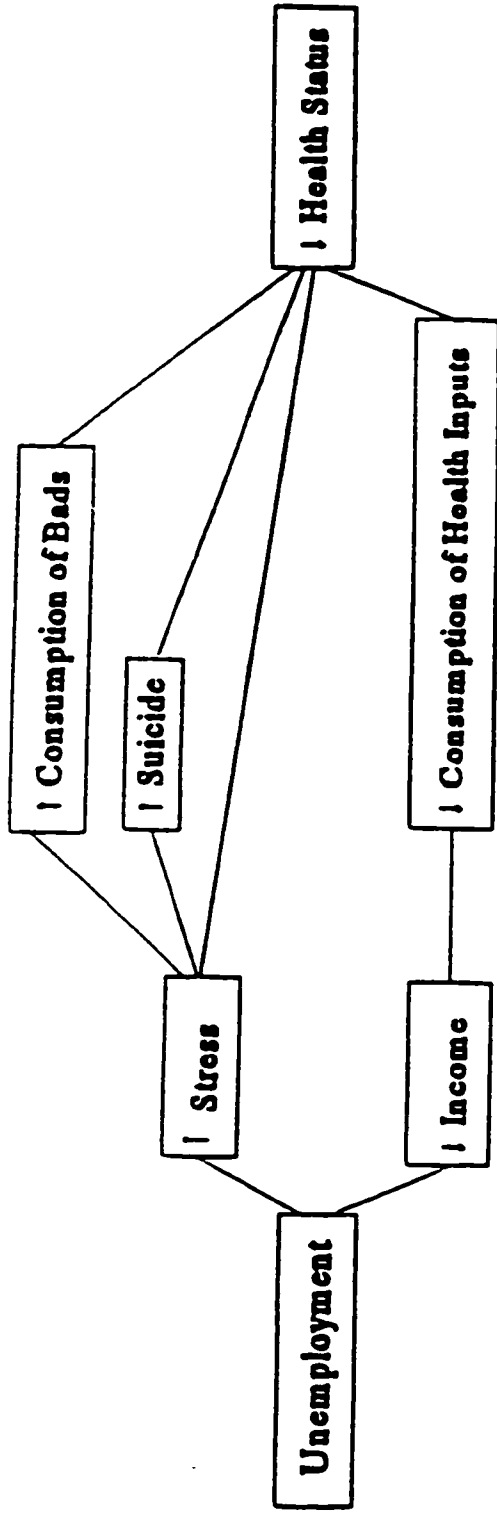 Unemployment
↑ Stress
↓ Income
↑ Consumption of Bads
↑ Suicide
↓ Consumption of Health Inputs
↓ Health Status